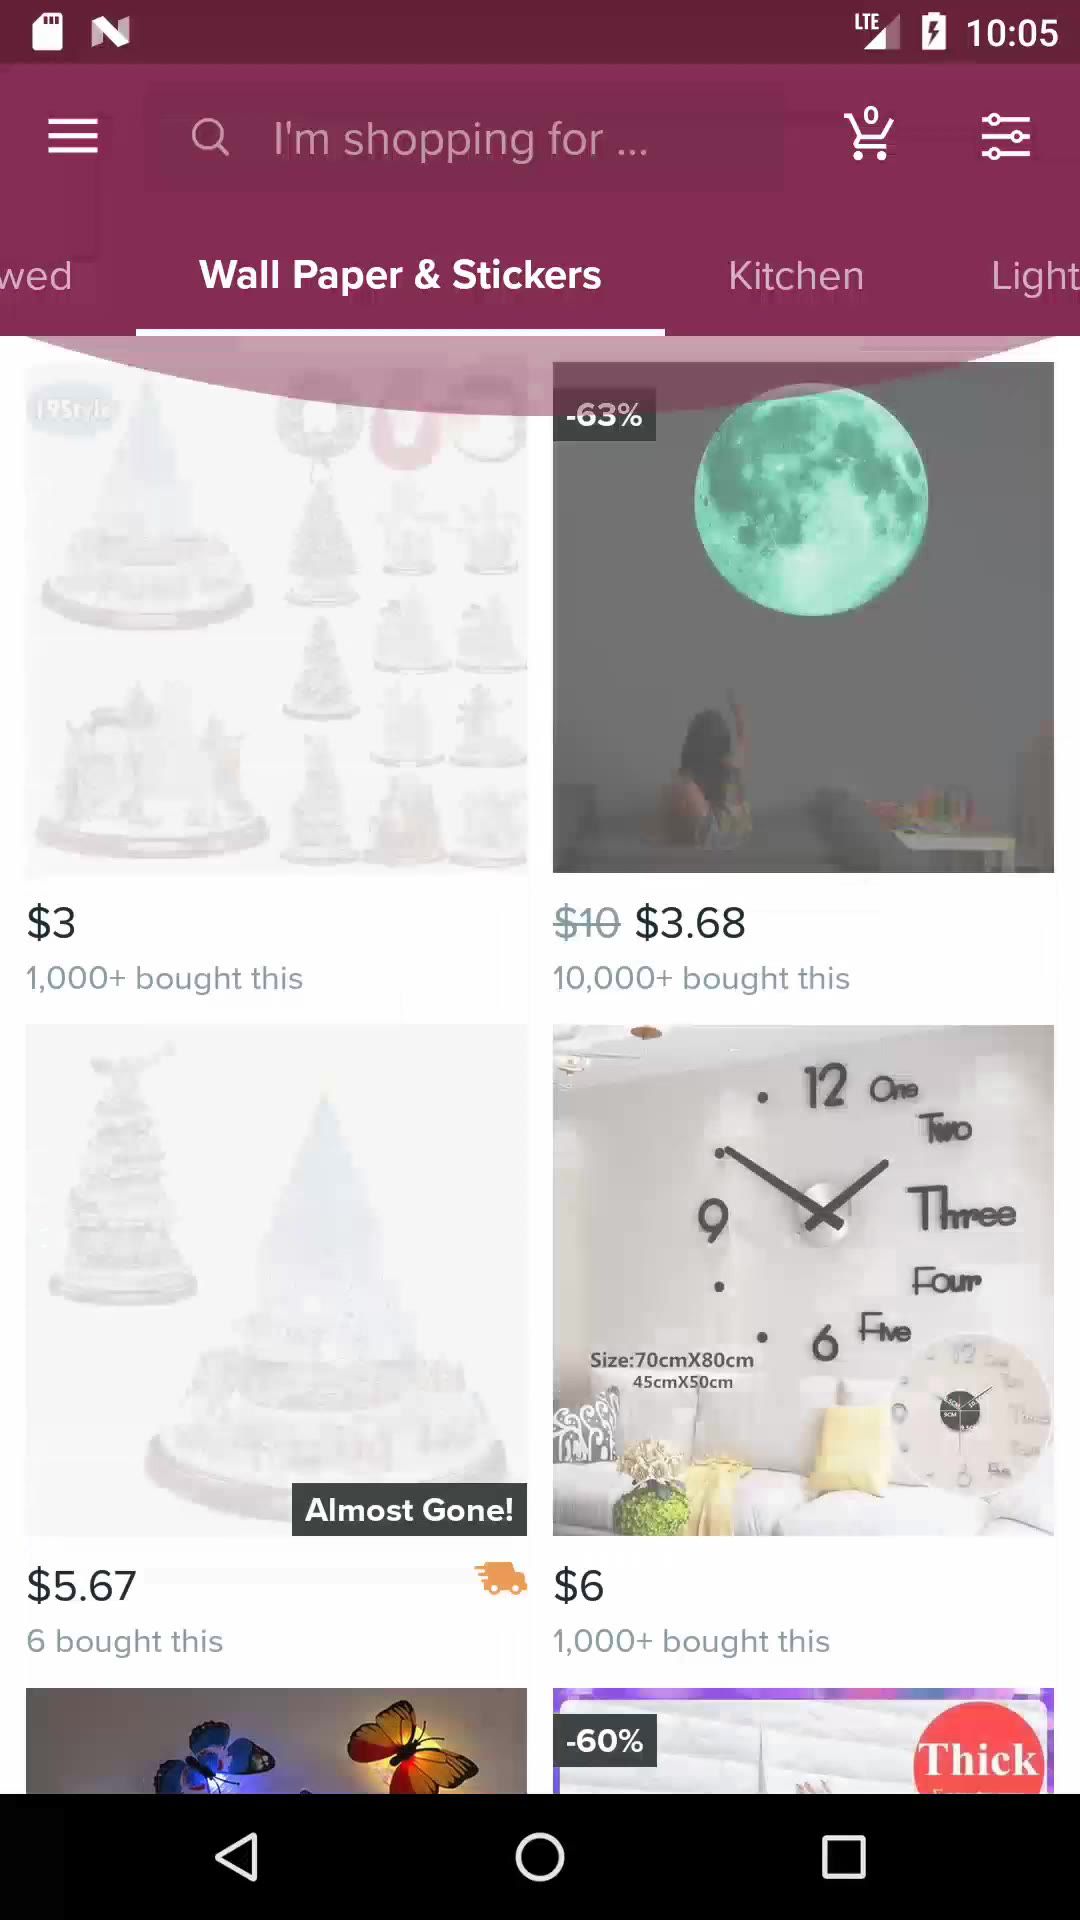 LTE 10:05
I'm shopping for ... 0
wed Wall Paper & Stickers Kitchen Light
19Style
-63%
$3
1,000+ bought this
$10 $3.68
10,000+ bought this
Almost Gone!
12 One
Two
9 Three
Four
6 Five
Size:70cmX80cm
45cmX50cm
$5.67
6 bought this
$6
1,000+ bought this
-60%
Thick